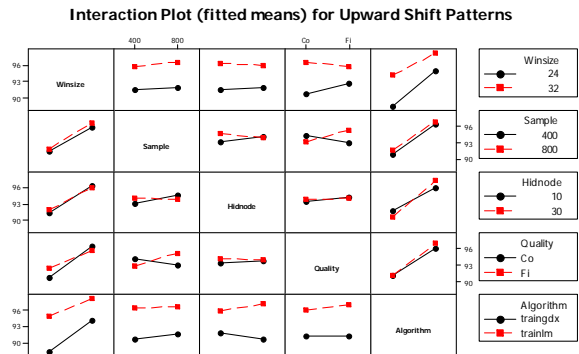 Interaction Plot (fitted means) for Upward Shift Patterns
400 800 Co Fi
Winsize
24
32
96
93
90
Winsize
Sample
400
800
96
93
90
Sample
Hidnode
10
30
96
93
90
Hidnode
Quality
Co
Fi
96
93
90
Quality
Algorithm
traingdx
trainlm
96
93
90
Algorithm